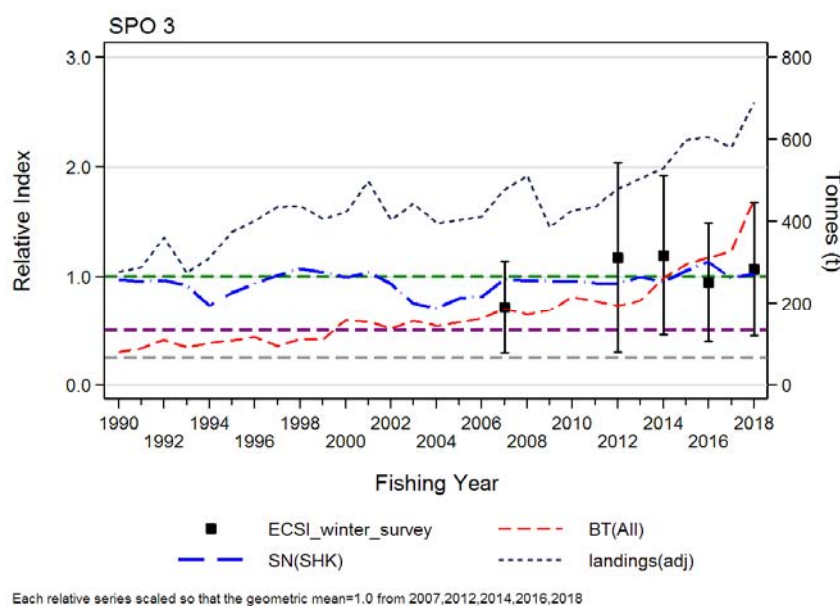 SPO 3
3.0
2.0
1.0
0.0
Relative Index
800
600
400
200
0
Tonnes (t)
1990 1994 1998 2002 2006 2010 2014 2018
1992 1996 2000 2004 2008 2012 2016
Fishing Year
ECSI_winter_survey BT(All)
SN(SHK) landings(adj)
Each relative series scaled so that the geometric mean=1.0 from 2007,2012,2014,2016,2018